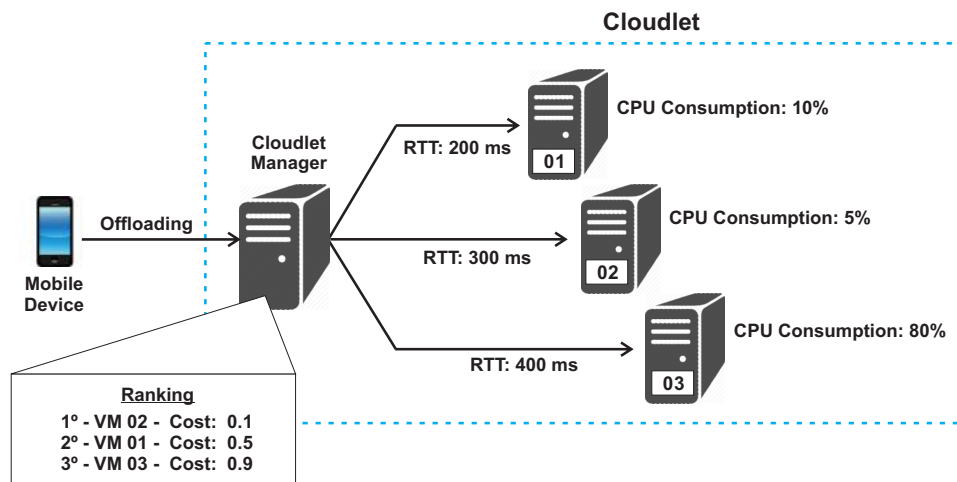 Cloudlet
CPU Consumption: 10%
Cloudlet
Manager
RTT: 200 ms
01
Offloading
CPU Consumption: 5%
RTT: 300 ms
02
Mobile
Device
CPU Consumption: 80%
RTT: 400 ms
03
Ranking
1º - VM 02 - Cost: 0.1
2º - VM 01 - Cost: 0.5
3º - VM 03 - Cost: 0.9